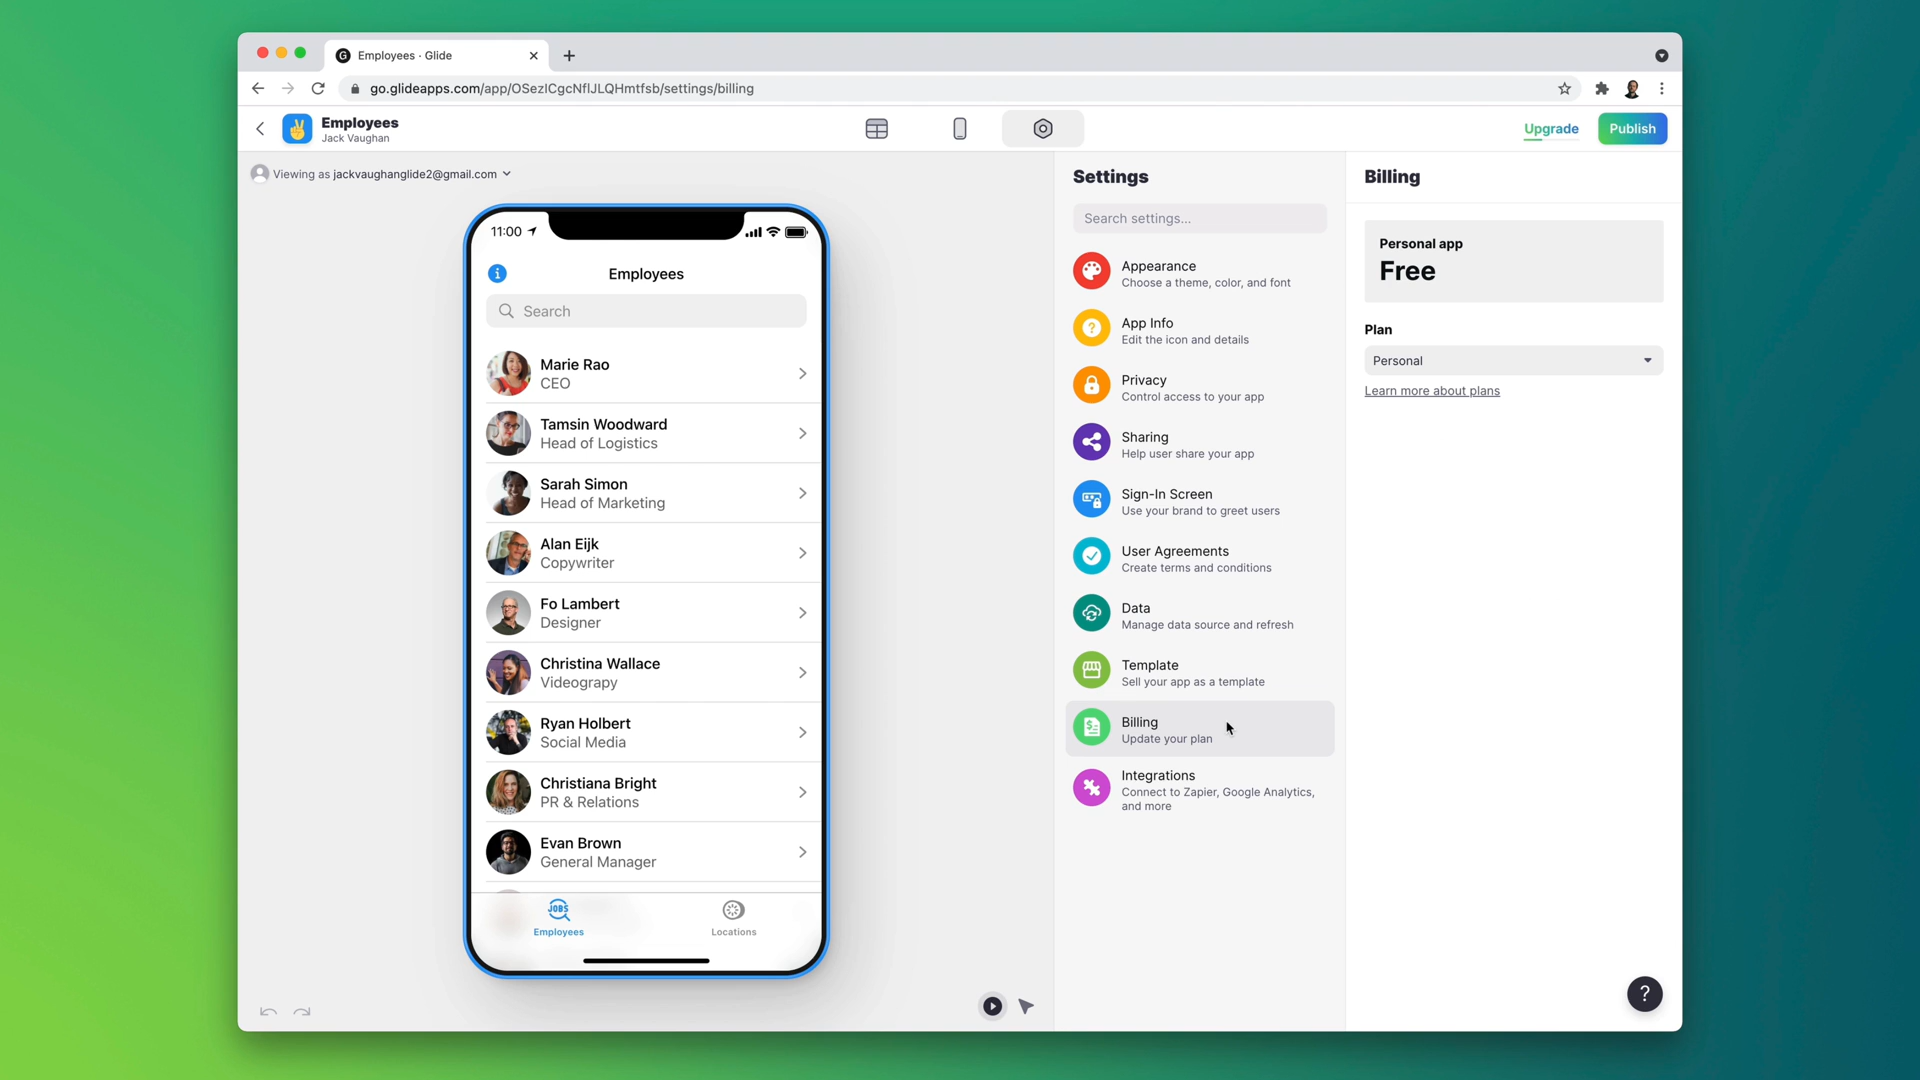 Employees · Glide
go.glideapps.com/app/OSezICgcNflJLQHmtfsb/settings/billing
Employees
Jack Vaughan
Upgrade
Publish
Viewing as jackvaughanglide2@gmail.com
11:00
Employees
Search
Marie Rao
CEO
Tamsin Woodward
Head of Logistics
Sarah Simon
Head of Marketing
Alan Eijk
Copywriter
Fo Lambert
Designer
Christina Wallace
Videograpy
Ryan Holbert
Social Media
Christiana Bright
PR & Relations
Evan Brown
General Manager
JOBS
Employees
Locations
Settings
Search settings...
Appearance
Choose a theme, color, and font
App Info
Edit the icon and details
Privacy
Control access to your app
Sharing
Help user share your app
Sign-In Screen
Use your brand to greet users
User Agreements
Create terms and conditions
Data
Manage data source and refresh
Template
Sell your app as a template
Billing
Update your plan
Integrations
Connect to Zapier, Google Analytics,
and more
Billing
Personal app
Free
Plan
Personal
Learn more about plans
?